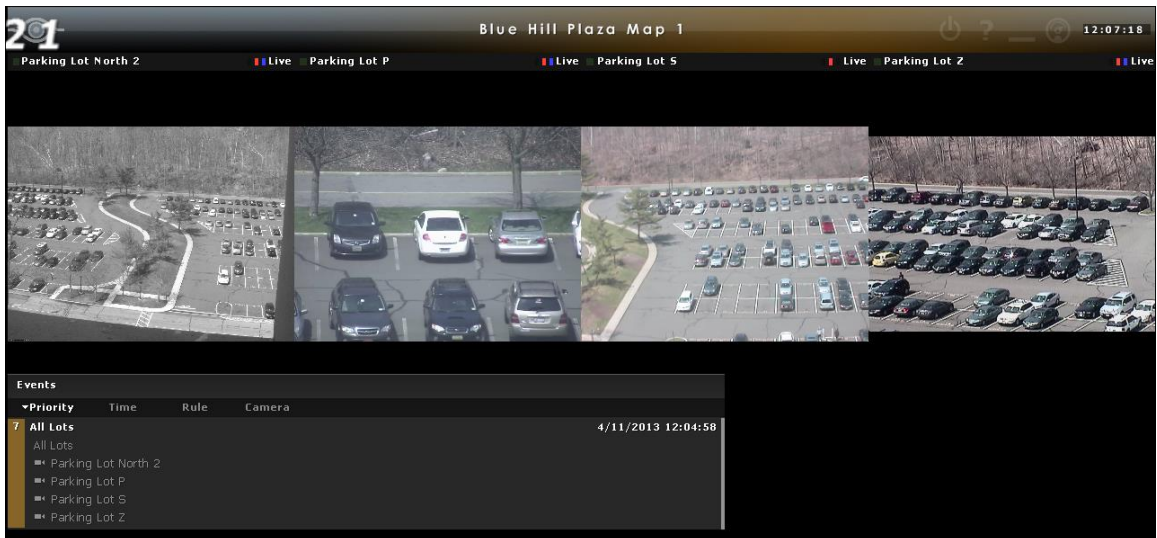 21 Blue Hill Plaza Map 1 ? 12:07:18
Parking Lot North 2 Live Parking Lot P Live Parking Lot S Live Parking Lot Z Live
Events
Priority Time Rule Camera
7 All Lots 4/11/2013 12:04:58
All Lots
Parking Lot North 2
Parking Lot P
Parking Lot S
Parking Lot Z